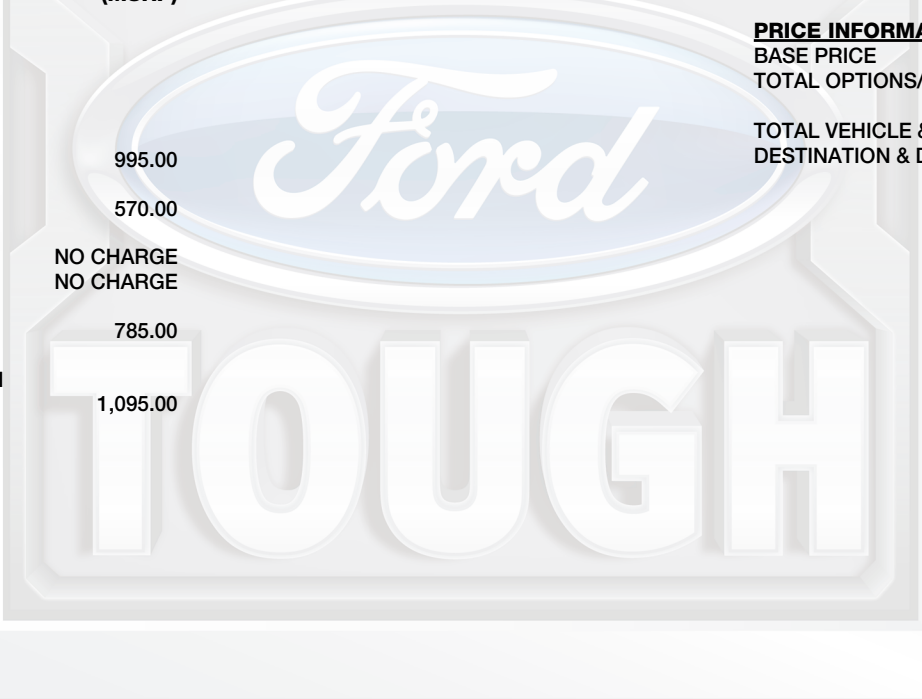 (MSRP)
995.00
570.00
NO CHARGE
NO CHARGE
785.00
1,095.00
PRICE INFORMA
BASE PRICE
TOTAL OPTIONS/
TOTAL VEHICLE &
DESTINATION & D
Ford
TOUGH